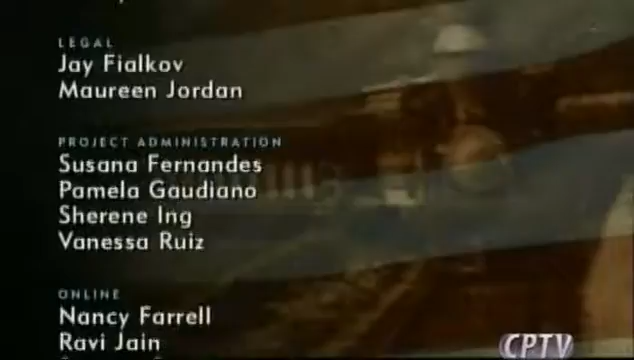 LEGAL
Jay Fialkov
Maureen Jordan
PROJECT ADMINISTRATION
Susana Fernandes
Pamela Gaudiano
Sherene Ing
Vanessa Ruiz
ONLINE
Nancy Farrell
Ravi Jain
CPTV